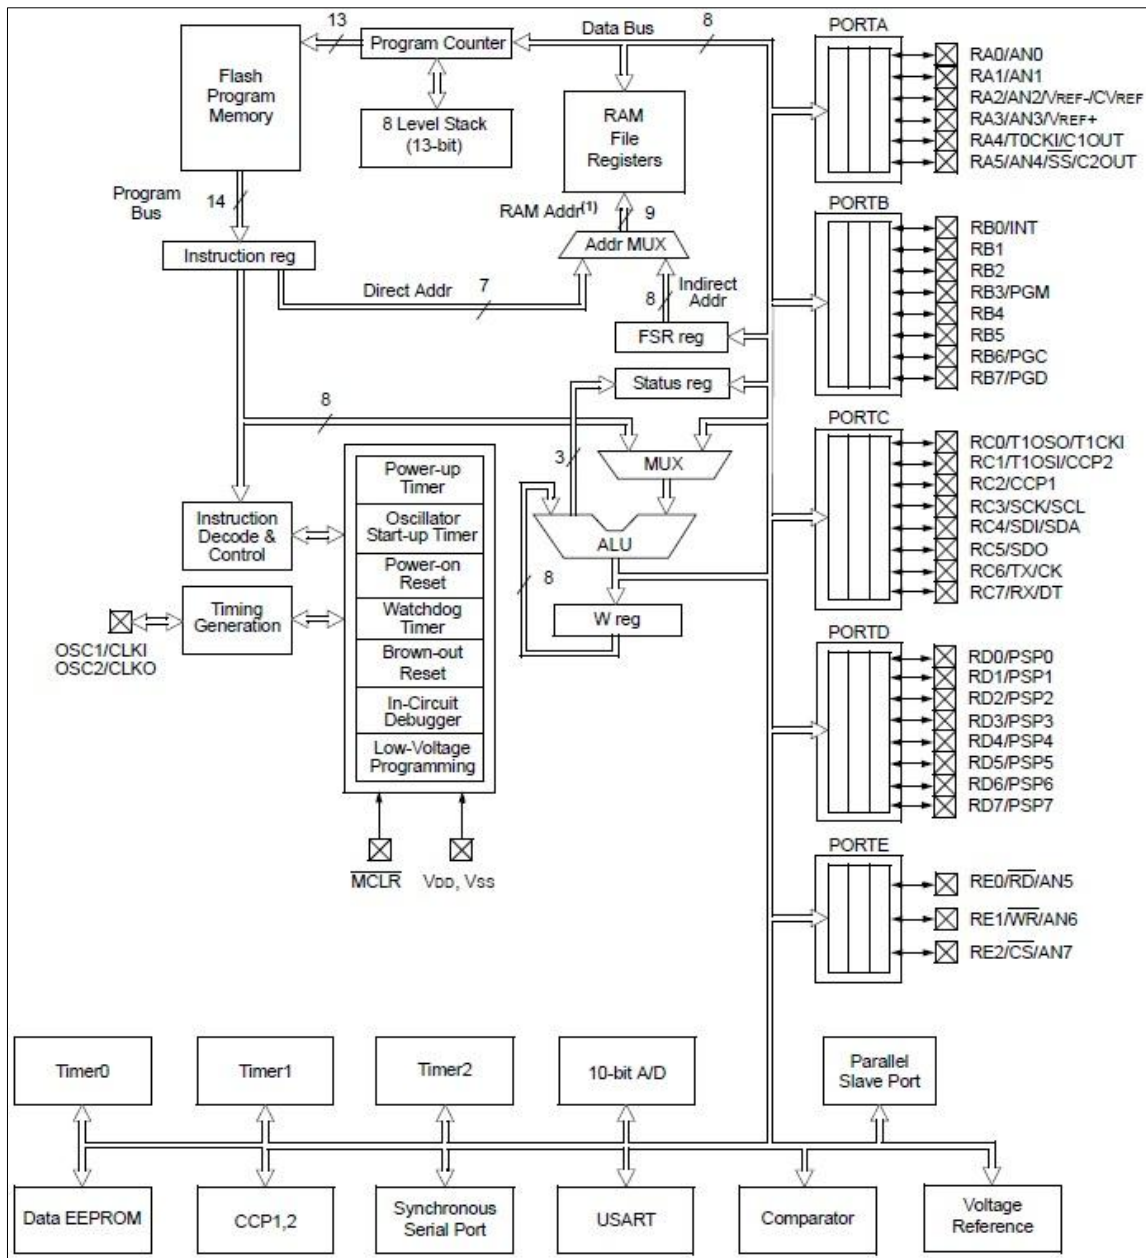 13
Data Bus
8
PORTA
Flash
Program
Memory
Program Counter
8 Level Stack
(13-bit)
RAM
File
Registers
RA0/AN0
RA1/AN1
RA2/AN2/VREF-/CVREF
RA3/AN3/VREF+
RA4/T0CKI/C1OUT
RA5/AN4/SS/C2OUT
Program
Bus
14
RAM Addr(1)
9
PORTB
Instruction reg
Addr MUX
Direct Addr
7
8
Indirect
Addr
FSR reg
RB0/INT
RB1
RB2
RB3/PGM
RB4
RB5
RB6/PGC
RB7/PGD
Status reg
8
3
MUX
PORTC
RC0/T1OSO/T1CKI
RC1/T1OSI/CCP2
RC2/CCP1
RC3/SCK/SCL
RC4/SDI/SDA
RC5/SDO
RC6/TX/CK
RC7/RX/DT
Instruction
Decode &
Control
Timing
Generation
OSC1/CLKI
OSC2/CLKO
Power-up
Timer
Oscillator
Start-up Timer
Power-on
Reset
Watchdog
Timer
Brown-out
Reset
In-Circuit
Debugger
Low-Voltage
Programming
ALU
8
W reg
MCLR
VDD, VSS
PORTD
RD0/PSP0
RD1/PSP1
RD2/PSP2
RD3/PSP3
RD4/PSP4
RD5/PSP5
RD6/PSP6
RD7/PSP7
PORTE
RE0/RD/AN5
RE1/WR/AN6
RE2/CS/AN7
Timer0
Timer1
Timer2
10-bit A/D
Parallel
Slave Port
Data EEPROM
CCP1,2
Synchronous
Serial Port
USART
Comparator
Voltage
Reference